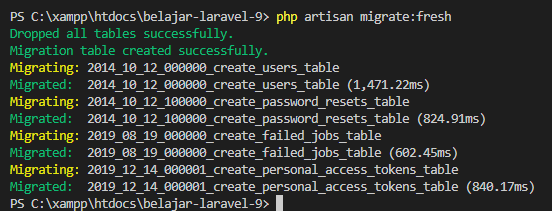 PS C:\xampp\htdocs\belajar-laravel-9> php artisan migrate:fresh
Dropped all tables successfully.
Migration table created successfully.
Migrating: 2014_10_12_000000_create_users_table
Migrated:  2014_10_12_000000_create_users_table (1,471.22ms)
Migrating: 2014_10_12_100000_create_password_resets_table
Migrated:  2014_10_12_100000_create_password_resets_table (824.91ms)
Migrating: 2019_08_19_000000_create_failed_jobs_table
Migrated:  2019_08_19_000000_create_failed_jobs_table (602.45ms)
Migrating: 2019_12_14_000001_create_personal_access_tokens_table
Migrated:  2019_12_14_000001_create_personal_access_tokens_table (840.17ms)
PS C:\xampp\htdocs\belajar-laravel-9>